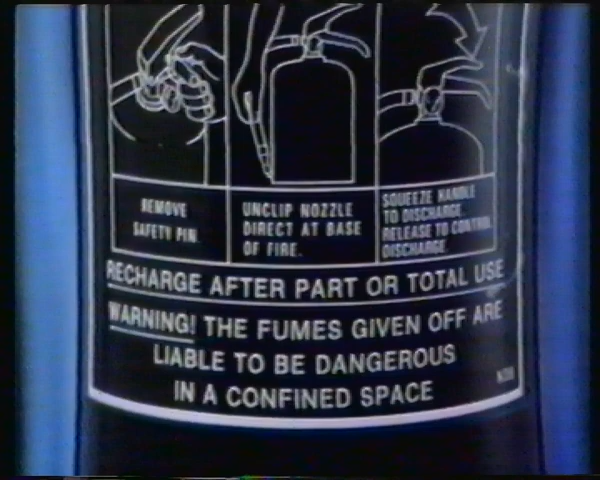 REMOVE
SAFETY PIN.
UNCLIP NOZZLE
DIRECT AT BASE
OF FIRE.
SQUEEZE HANDLE
TO DISCHARGE.
RELEASE TO CONTROL
DISCHARGE.
RECHARGE AFTER PART OR TOTAL USE
WARNING! THE FUMES GIVEN OFF ARE
LIABLE TO BE DANGEROUS
IN A CONFINED SPACE